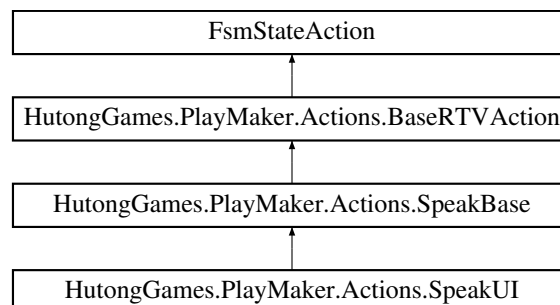 FsmStateAction
HutongGames.PlayMaker.Actions.BaseRTVAction
HutongGames.PlayMaker.Actions.SpeakBase
HutongGames.PlayMaker.Actions.SpeakUI